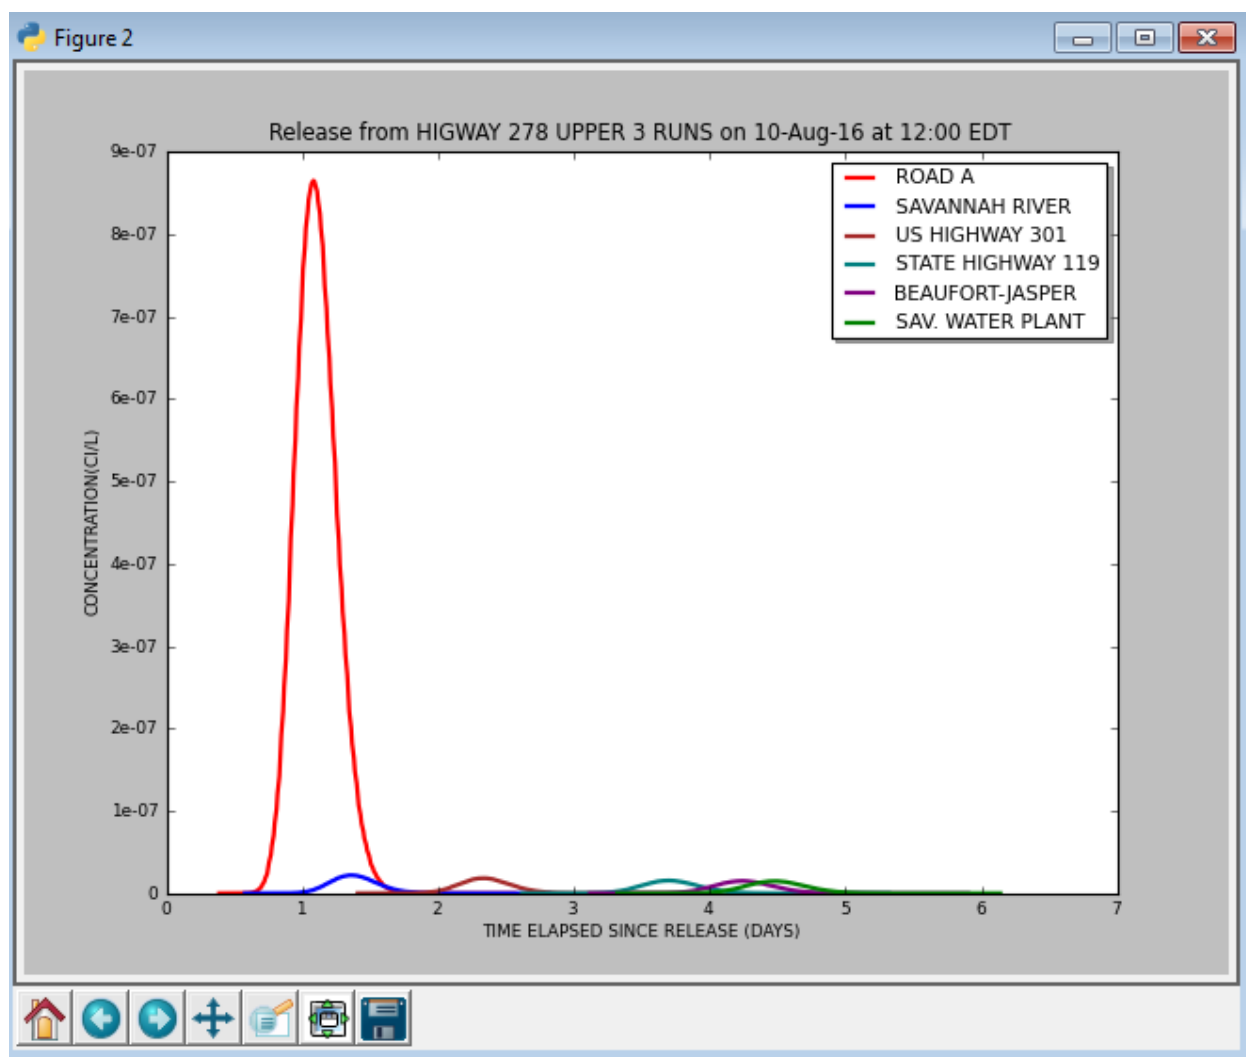 Figure 2
Release from HIGWAY 278 UPPER 3 RUNS on 10-Aug-16 at 12:00 EDT
9e-07
8e-07
7e-07
6e-07
5e-07
4e-07
3e-07
2e-07
1e-07
0
CONCENTRATION(CI/L)
ROAD A
SAVANNAH RIVER
US HIGHWAY 301
STATE HIGHWAY 119
BEAUFORT-JASPER
SAV. WATER PLANT
0 1 2 3 4 5 6 7
TIME ELAPSED SINCE RELEASE (DAYS)